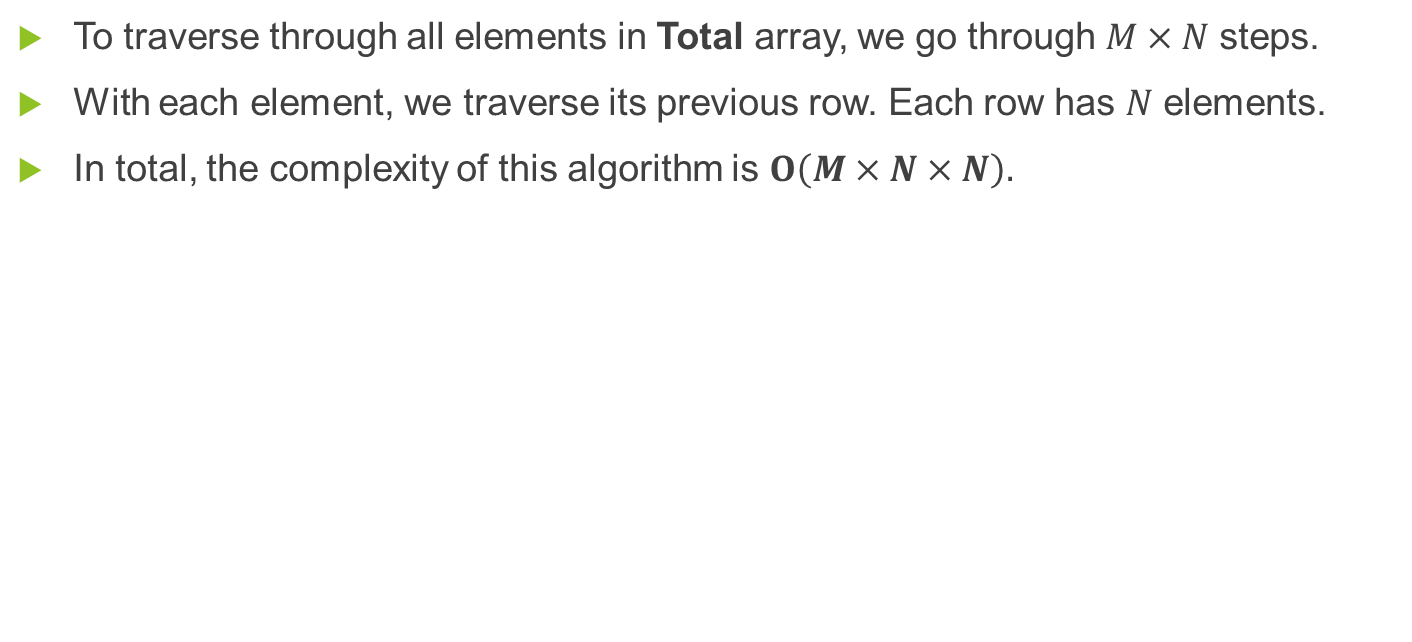 To traverse through all elements in Total array, we go through M × N steps.
With each element, we traverse its previous row. Each row has N elements.
In total, the complexity of this algorithm is O(M × N × N).